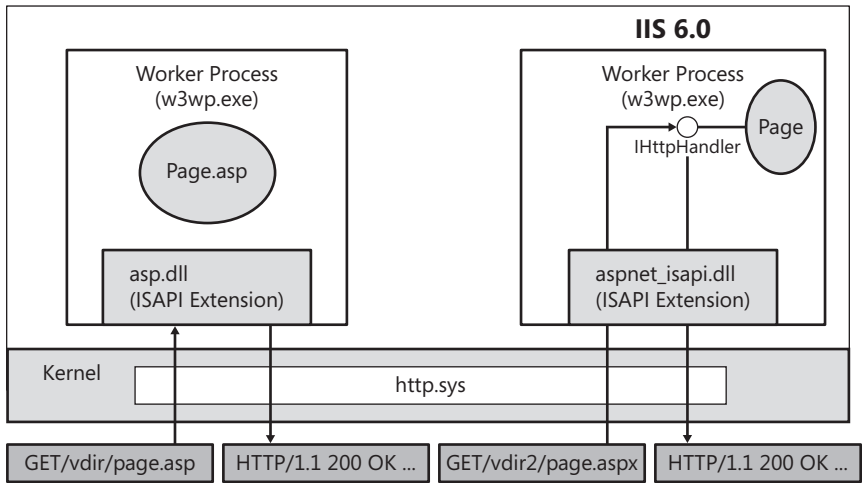 IIS 6.0
Worker Process
(w3wp.exe)
Page.asp
asp.dll
(ISAPI Extension)
Worker Process
(w3wp.exe)
Page
IHttpHandler
aspnet_isapi.dll
(ISAPI Extension)
Kernel
http.sys
GET/vdir/page.asp
HTTP/1.1 200 OK ...
GET/vdir2/page.aspx
HTTP/1.1 200 OK ...